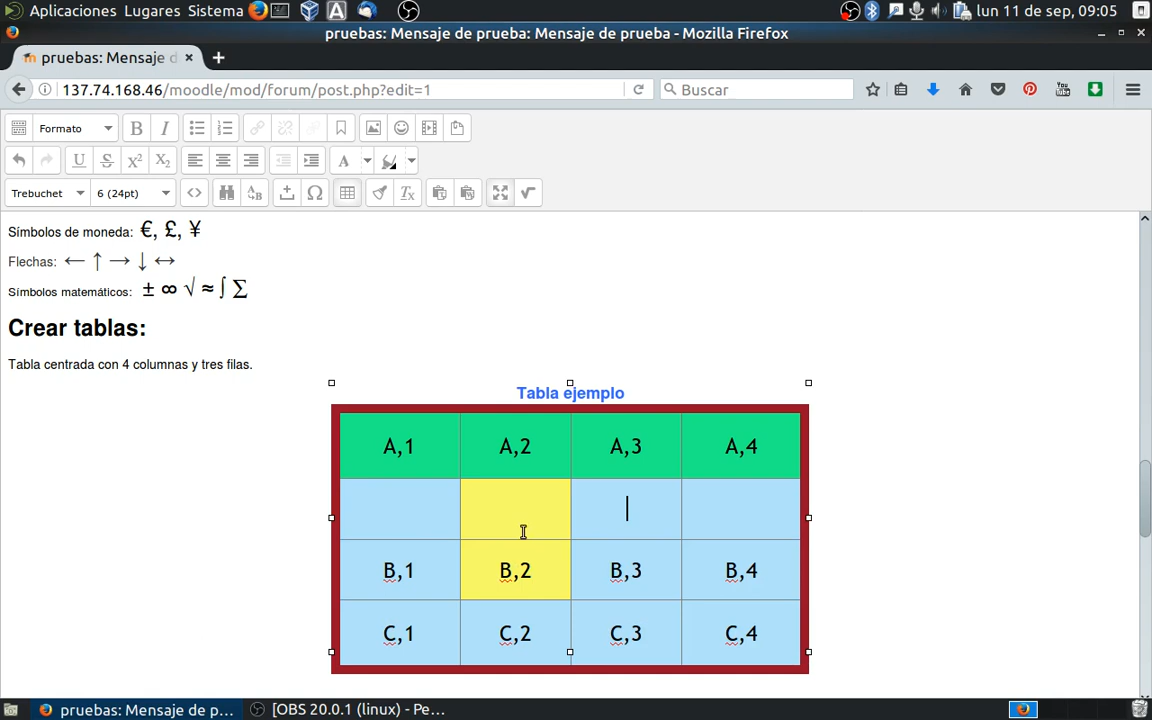 Aplicaciones Lugares Sistema lun 11 de sep, 09:05
pruebas: Mensaje de prueba: Mensaje de prueba - Mozilla Firefox
pruebas: Mensaje d
137.74.168.46/moodle/mod/forum/post.php?edit=1 Buscar
Formato B I
U S X² X₂ A
Trebuchet 6 (24pt) <> Ω Tx
Símbolos de moneda: €, £, ¥
Flechas: ← ↑ → ↓ ↔
Símbolos matemáticos: ± ∞ √ ≈ ∫ ∑
Crear tablas:
Tabla centrada con 4 columnas y tres filas.
Tabla ejemplo
A,1 A,2 A,3 A,4
B,1 B,2 B,3 B,4
C,1 C,2 C,3 C,4
pruebas: Mensaje de p... [OBS 20.0.1 (linux) - Pe...